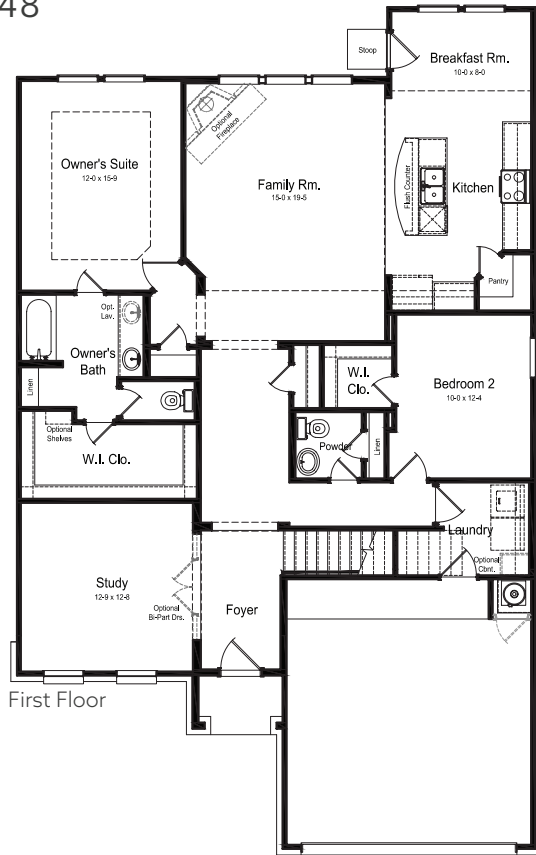 48
Stoop
Breakfast Rm.
10-0 x 8-0
Optional
Fireplace
Owner's Suite
12-0 x 15-9
Family Rm.
15-0 x 19-5
Flush Counter
Kitchen
Pantry
Opt.
Lav.
Owner's
Bath
Linen
W.I.
Clo.
Bedroom 2
10-0 x 12-4
Optional
Shelves
W.I. Clo.
Powder
Linen
Laundry
Optional
Cbnt.
Study
12-9 x 12-8
Optional
Bi-Part Drs.
Foyer
First Floor